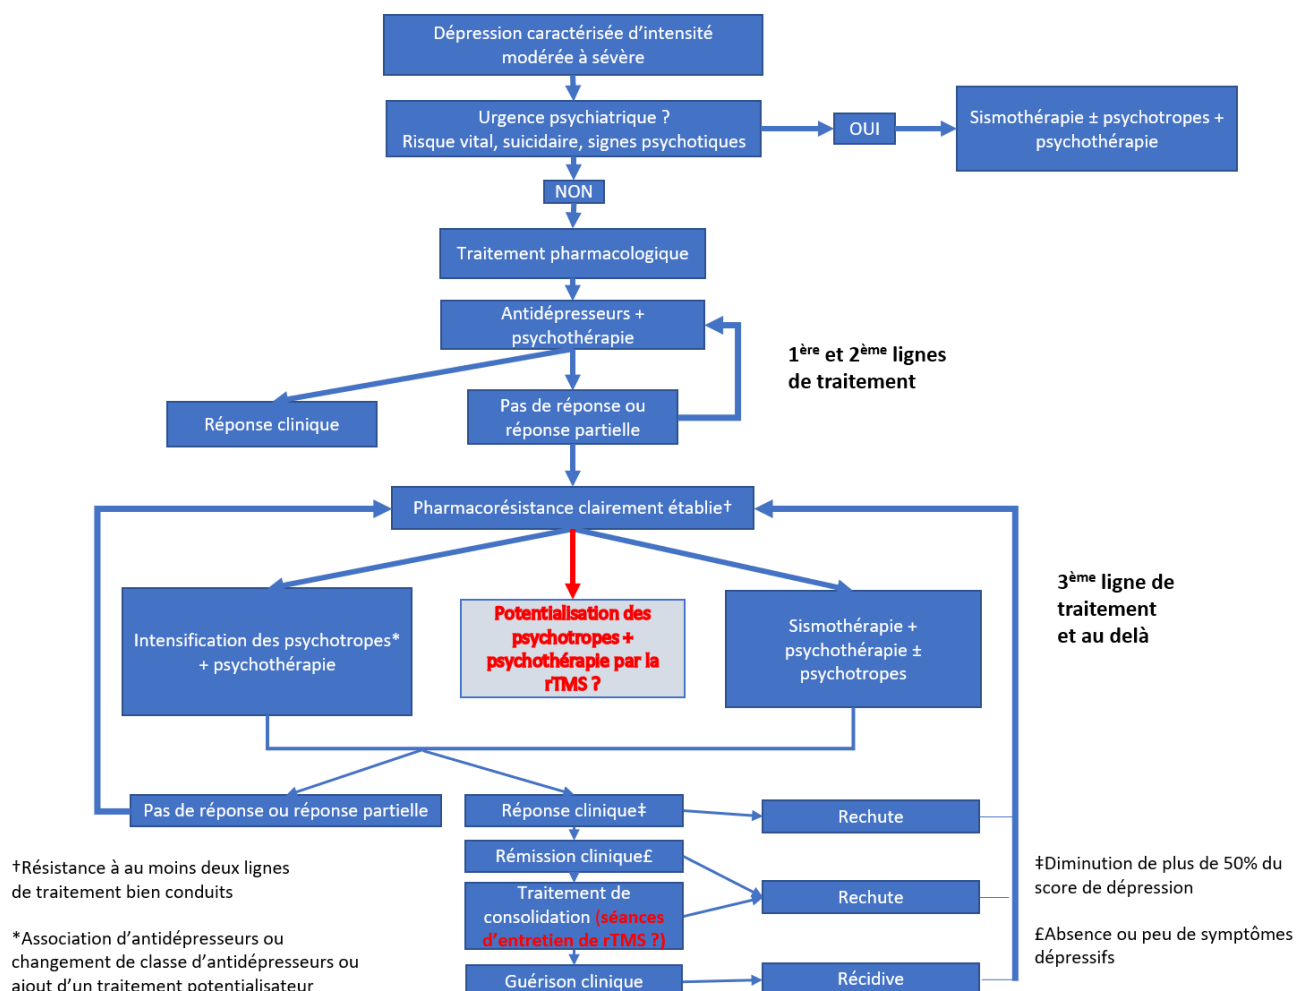 Dépression caractérisée d’intensité
modérée à sévère
Urgence psychiatrique ?
Risque vital, suicidaire, signes psychotiques
OUI
Sismothérapie ± psychotropes +
psychothérapie
NON
Traitement pharmacologique
Antidépresseurs +
psychothérapie
1ère et 2ème lignes
de traitement
Réponse clinique
Pas de réponse ou
réponse partielle
Pharmacorésistance clairement établie†
3ème ligne de
traitement
et au delà
Intensification des psychotropes*
+ psychothérapie
Potentialisation des
psychotropes +
psychothérapie par la
rTMS ?
Sismothérapie +
psychothérapie ±
psychotropes
Pas de réponse ou réponse partielle
Réponse clinique‡
Rechute
Rémission clinique£
Traitement de
consolidation (séances
d’entretien de rTMS ?)
Rechute
Guérison clinique
Récidive
†Résistance à au moins deux lignes
de traitement bien conduits
*Association d’antidépresseurs ou
changement de classe d’antidépresseurs ou
ajout d’un traitement potentialisateur
‡Diminution de plus de 50% du
score de dépression
£Absence ou peu de symptômes
dépressifs